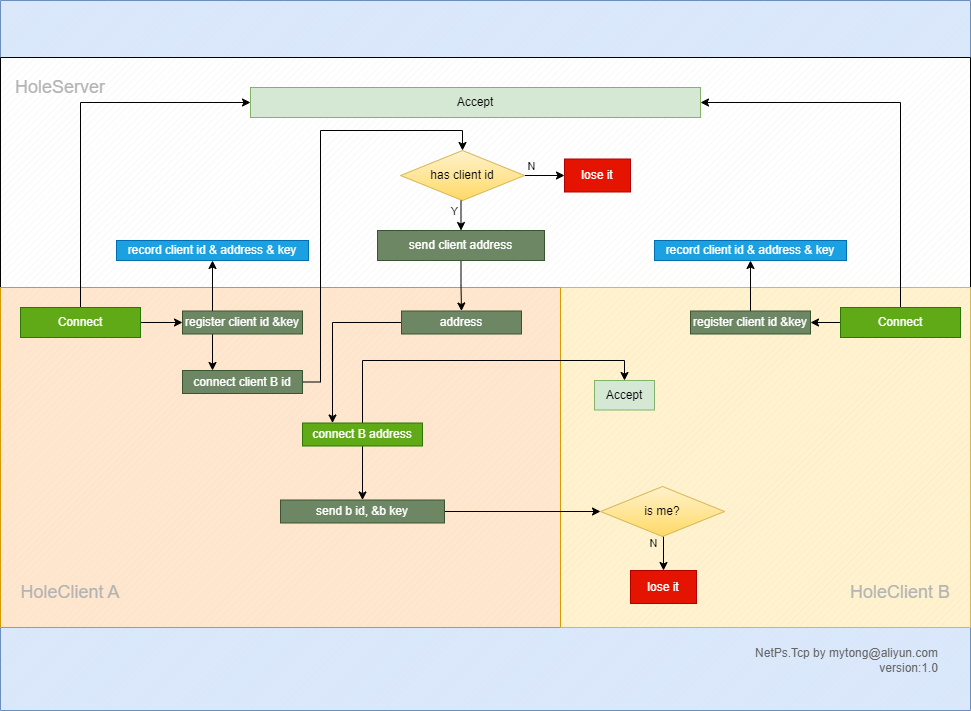 HoleServer
Accept
has client id
N
lose it
Y
send client address
record client id & address & key
record client id & address & key
Connect
register client id &key
address
register client id &key
Connect
connect client B id
Accept
connect B address
send b id, &b key
is me?
N
lose it
HoleClient A
HoleClient B
NetPs.Tcp by mytong@aliyun.com
version:1.0